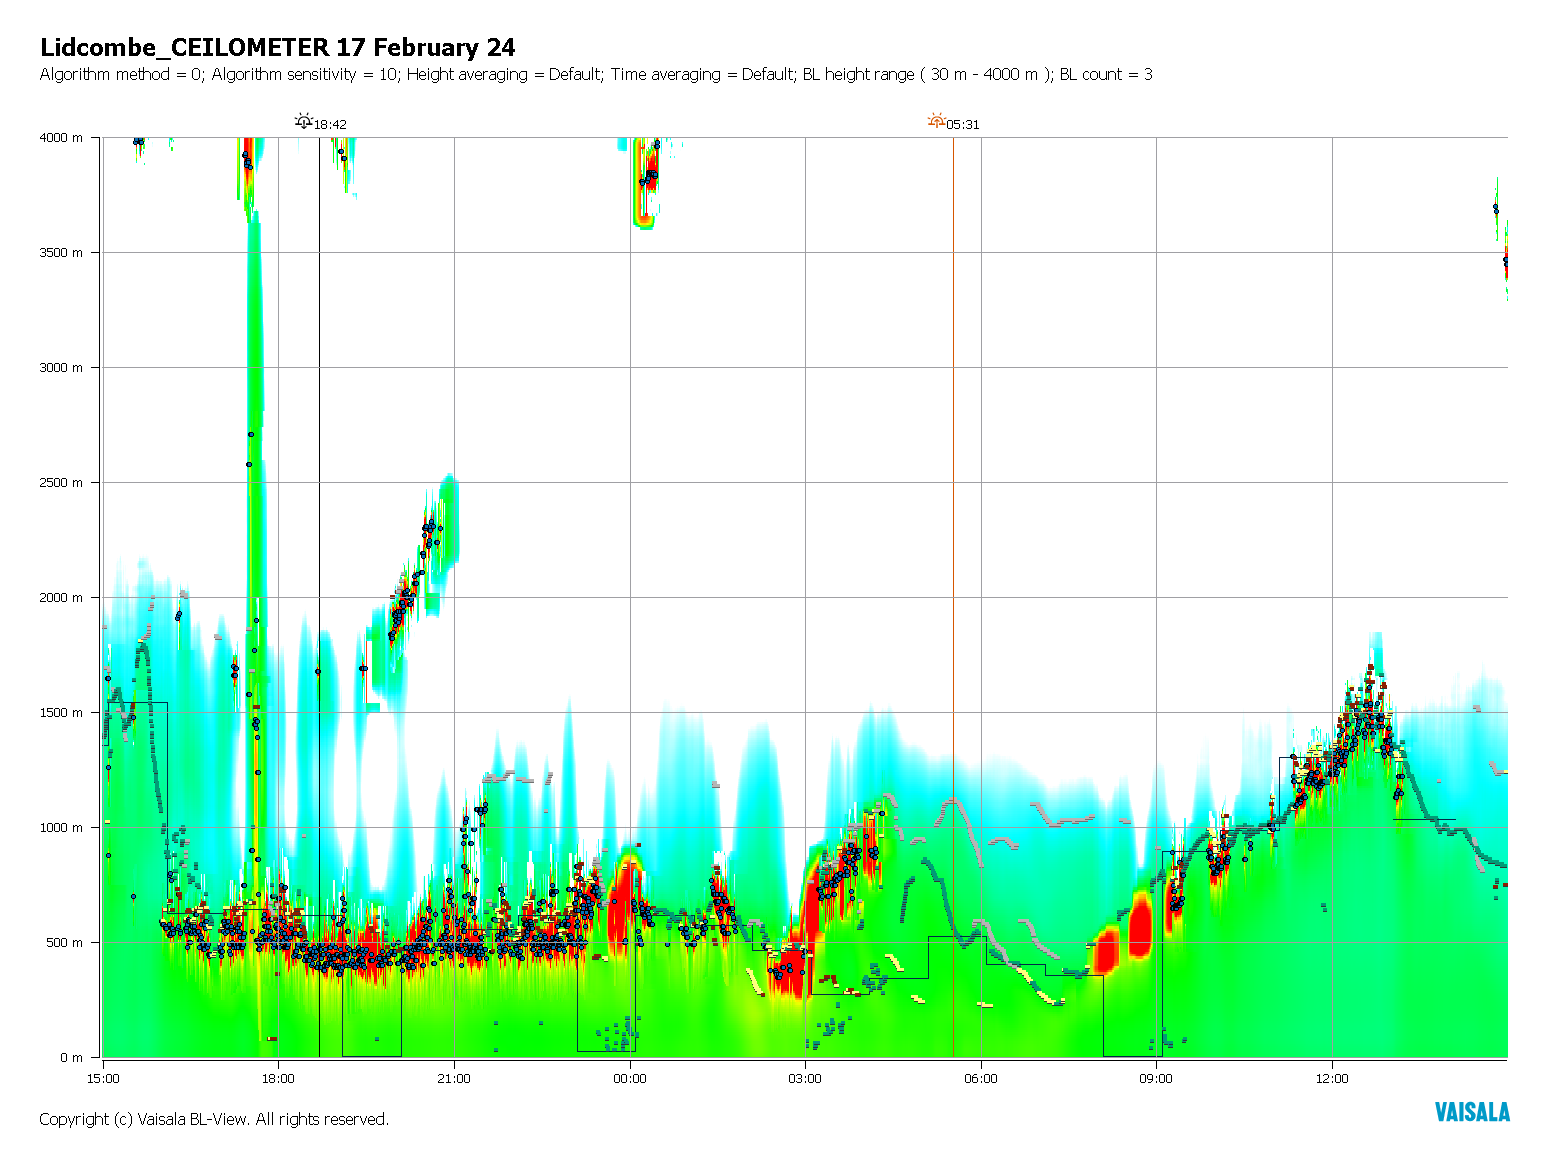 Lidcombe_CEILOMETER 17 February 24
Algorithm method = 0; Algorithm sensitivity = 10; Height averaging = Default; Time averaging = Default; BL height range ( 30 m - 4000 m ); BL count = 3
18:42 05:31
4000 m
3500 m
3000 m
2500 m
2000 m
1500 m
1000 m
500 m
0 m
15:00 18:00 21:00 00:00 03:00 06:00 09:00 12:00
Copyright (c) Vaisala BL-View. All rights reserved.
VAISALA